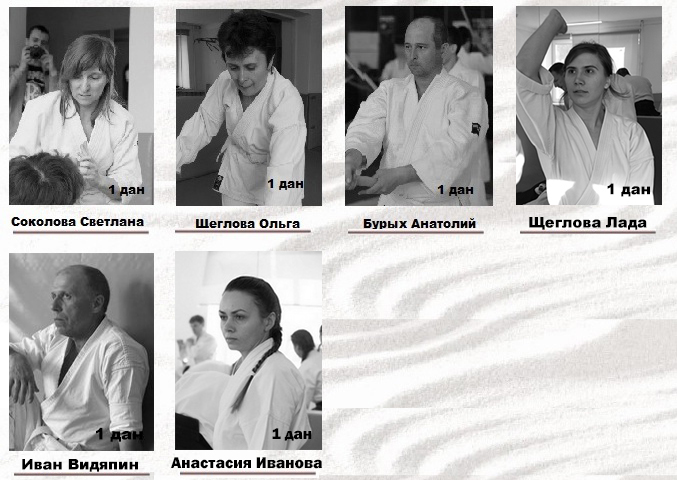 1 дан
1 дан
1 дан
1 дан
Соколова Светлана
Щеглова Ольга
Бурых Анатолий
Щеглова Лада
1 дан
1 дан
Иван Видяпин
Анастасия Иванова